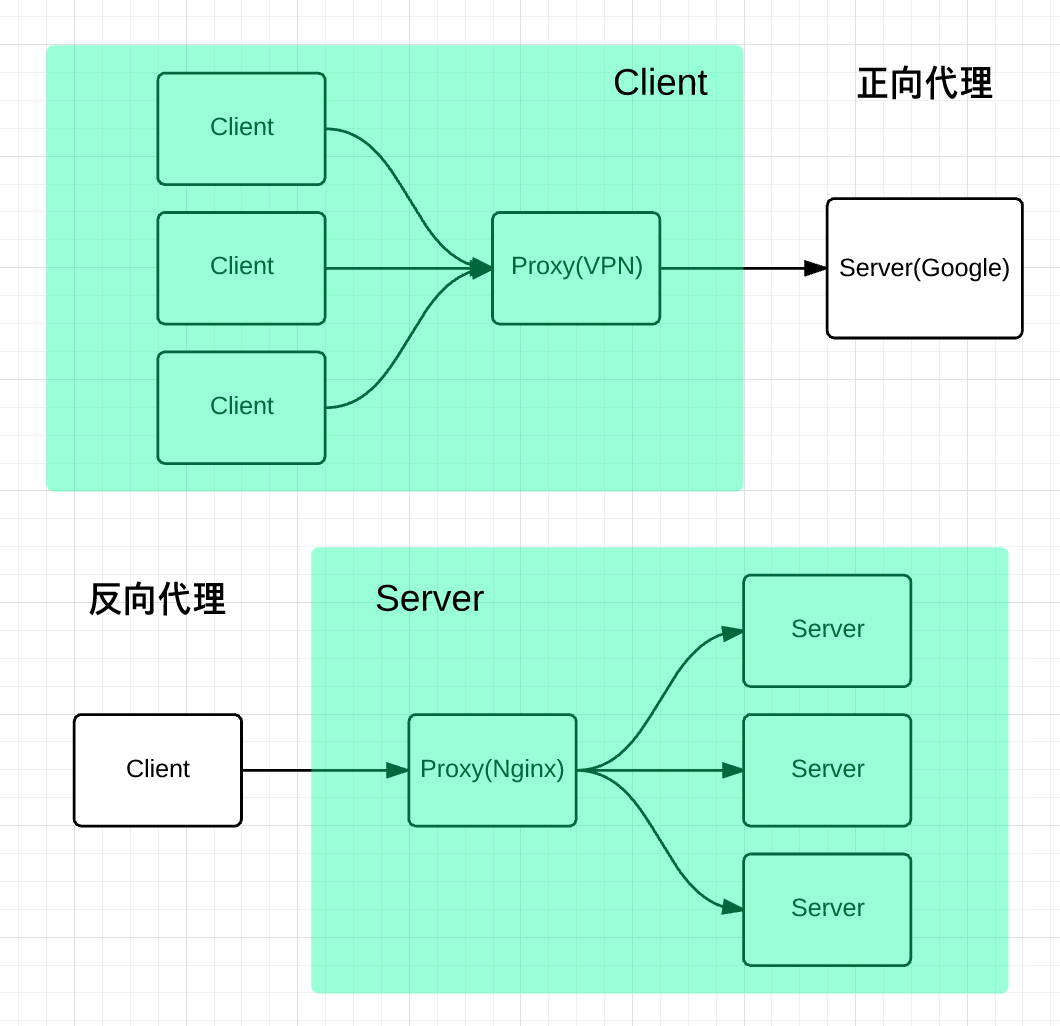 Client
正向代理
Client
Client
Proxy(VPN)
Server(Google)
Client
反向代理
Server
Server
Client
Proxy(Nginx)
Server
Server